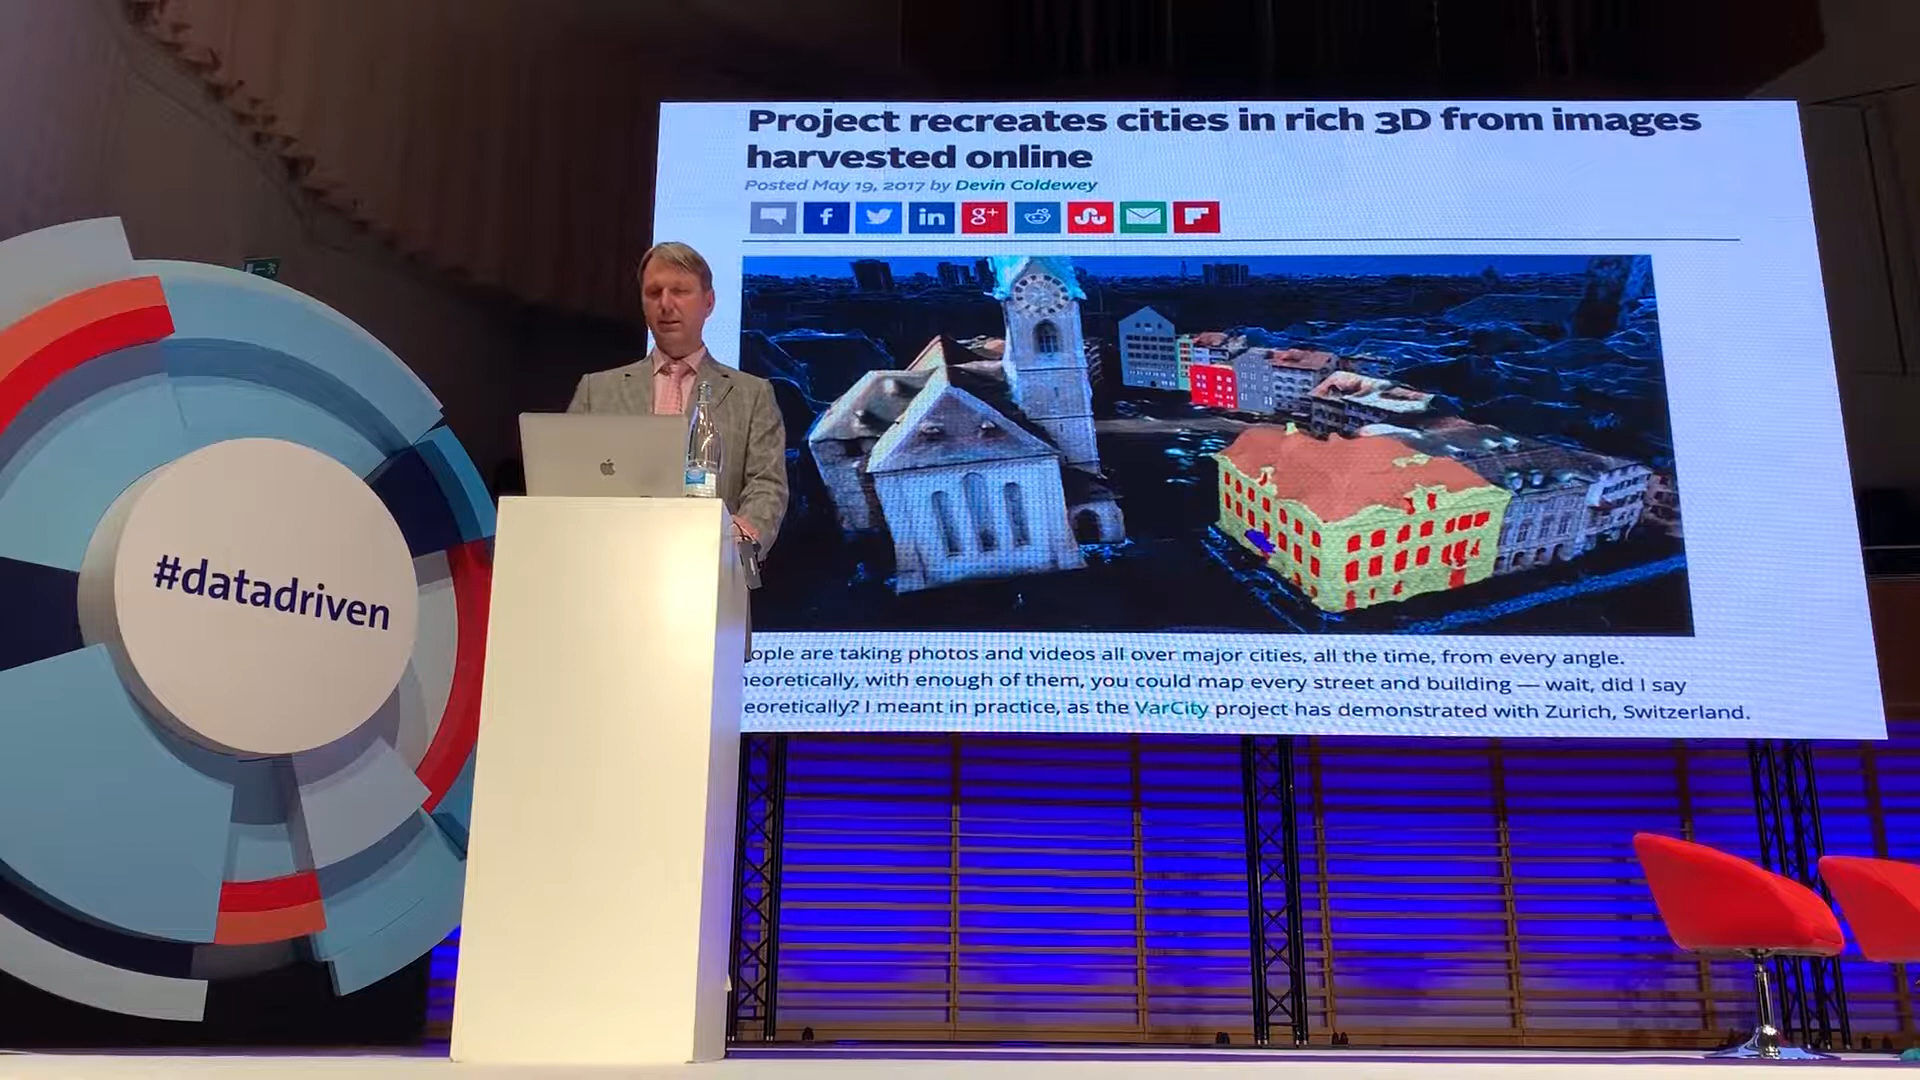 Project recreates cities in rich 3D from images
harvested online
Posted May 19, 2017 by Devin Coldewey
f
in
g+
#datadriven
ople are taking photos and videos all over major cities, all the time, from every angle.
eoretically, with enough of them, you could map every street and building — wait, did I say
eoretically? I meant in practice, as the VarCity project has demonstrated with Zurich, Switzerland.